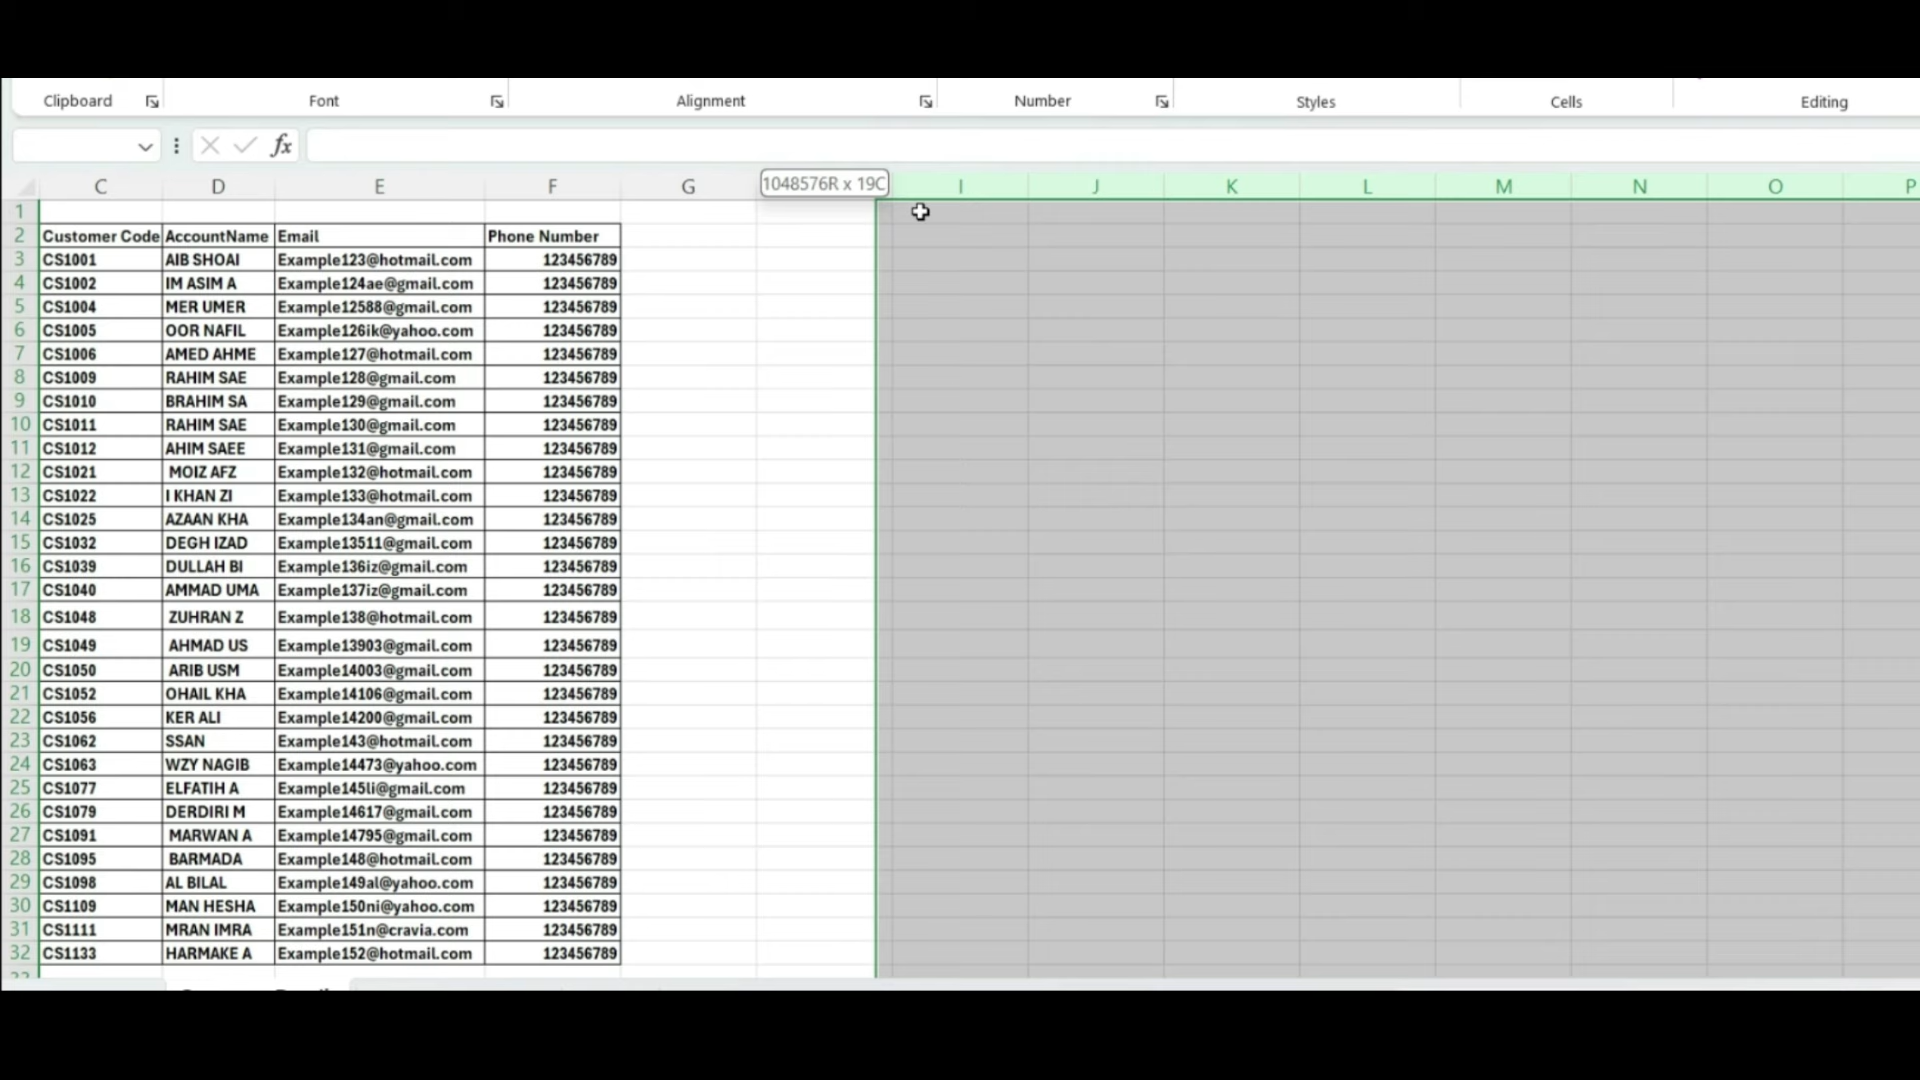 Clipboard Font Alignment Number Styles Cells Editing
fx
C D E F G 1048576R x 19C I J K L M N O P
1
2 Customer Code AccountName Email Phone Number
3 CS1001 AIB SHOAI Example123@hotmail.com 123456789
4 CS1002 IM ASIM A Example124ae@gmail.com 123456789
5 CS1004 MER UMER Example12588@gmail.com 123456789
6 CS1005 OOR NAFIL Example126ik@yahoo.com 123456789
7 CS1006 AMED AHME Example127@hotmail.com 123456789
8 CS1009 RAHIM SAE Example128@gmail.com 123456789
9 CS1010 BRAHIM SA Example129@gmail.com 123456789
10 CS1011 RAHIM SAE Example130@gmail.com 123456789
11 CS1012 AHIM SAEE Example131@gmail.com 123456789
12 CS1021 MOIZ AFZ Example132@hotmail.com 123456789
13 CS1022 I KHAN ZI Example133@hotmail.com 123456789
14 CS1025 AZAAN KHA Example134an@gmail.com 123456789
15 CS1032 DEGH IZAD Example13511@gmail.com 123456789
16 CS1039 DULLAH BI Example136iz@gmail.com 123456789
17 CS1040 AMMAD UMA Example137iz@gmail.com 123456789
18 CS1048 ZUHRAN Z Example138@hotmail.com 123456789
19 CS1049 AHMAD US Example13903@gmail.com 123456789
20 CS1050 ARIB USM Example14003@gmail.com 123456789
21 CS1052 OHAIL KHA Example14106@gmail.com 123456789
22 CS1056 KER ALI Example14200@gmail.com 123456789
23 CS1062 SSAN Example143@hotmail.com 123456789
24 CS1063 WZY NAGIB Example14473@yahoo.com 123456789
25 CS1077 ELFATIH A Example145li@gmail.com 123456789
26 CS1079 DERDIRI M Example14617@gmail.com 123456789
27 CS1091 MARWAN A Example14795@gmail.com 123456789
28 CS1095 BARMADA Example148@hotmail.com 123456789
29 CS1098 AL BILAL Example149al@yahoo.com 123456789
30 CS1109 MAN HESHA Example150ni@yahoo.com 123456789
31 CS1111 MRAN IMRA Example151n@cravia.com 123456789
32 CS1133 HARMAKE A Example152@hotmail.com 123456789